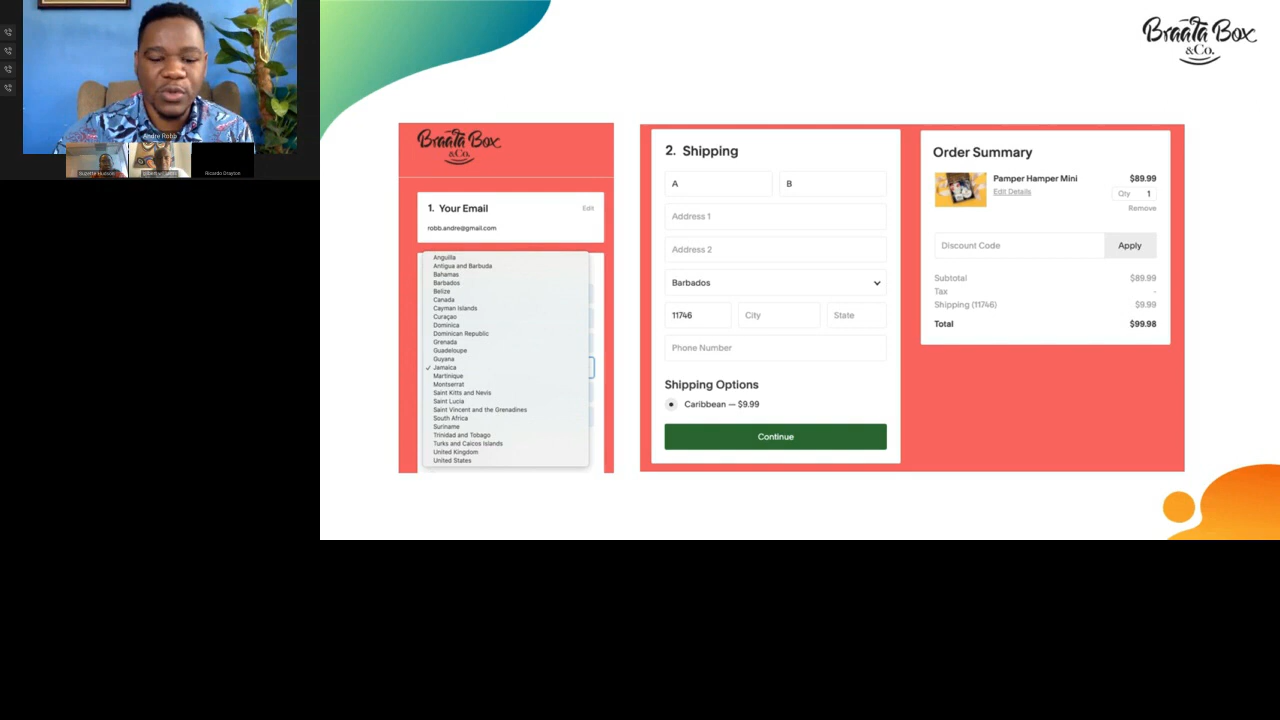 Andre Robb
Suzette Hudson
Ricardo Drayton
Braata Box
&Co.
Braata Box
&Co.
1. Your Email
Edit
robb.andre@gmail.com
Anguilla
Antigua and Barbuda
Bahamas
Barbados
Belize
Canada
Cayman Islands
Curaçao
Dominica
Dominican Republic
Grenada
Guadeloupe
Guyana
✓ Jamaica
Martinique
Montserrat
Saint Kitts and Nevis
Saint Lucia
Saint Vincent and the Grenadines
South Africa
Suriname
Trinidad and Tobago
Turks and Caicos Islands
United Kingdom
United States
2. Shipping
A B
Address 1
Address 2
Barbados
11746 City State
Phone Number
Shipping Options
Caribbean — $9.99
Continue
Order Summary
Pamper Hamper Mini $89.99
Edit Details Qty 1
Remove
Discount Code Apply
Subtotal $89.99
Tax -
Shipping (11746) $9.99
Total $99.98